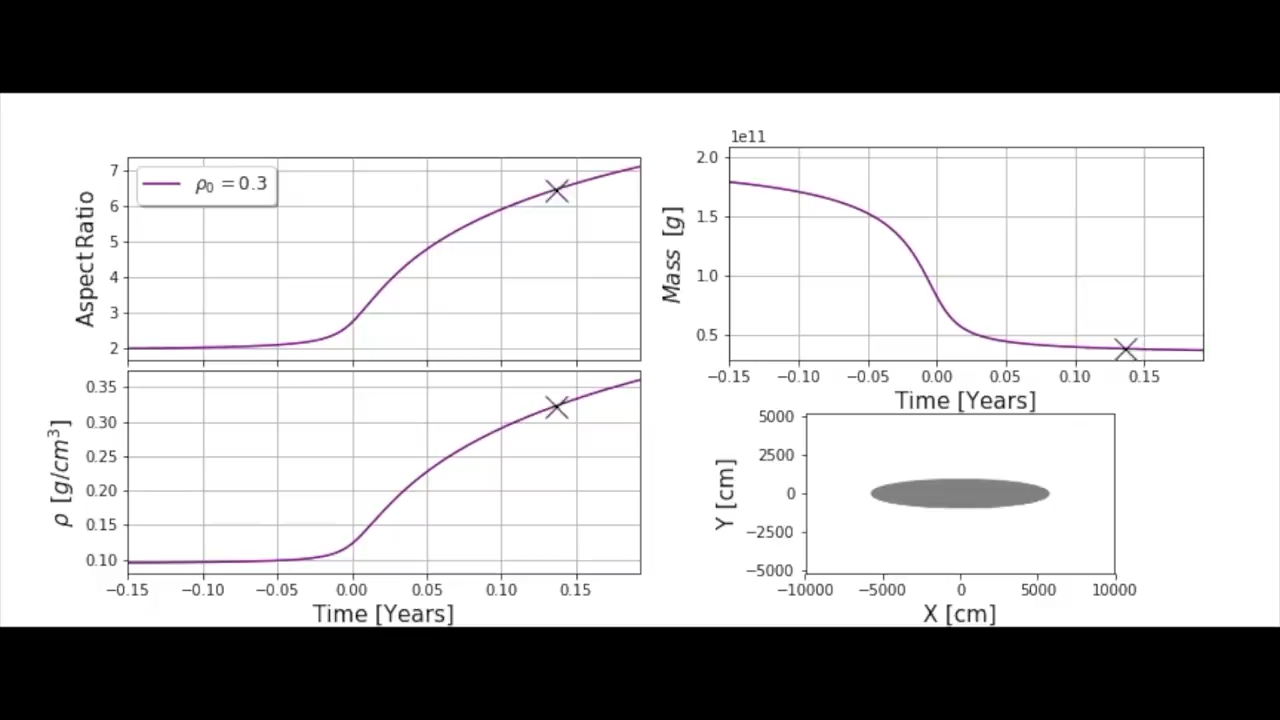 7
6
5
4
3
2
Aspect Ratio
ρ₀ = 0.3
0.35
0.30
0.25
0.20
0.15
0.10
ρ [g/cm³]
−0.15 −0.10 −0.05 0.00 0.05 0.10 0.15
Time [Years]
1e11
2.0
1.5
1.0
0.5
Mass [g]
−0.15 −0.10 −0.05 0.00 0.05 0.10 0.15
Time [Years]
5000
2500
0
−2500
−5000
Y [cm]
−10000 −5000 0 5000 10000
X [cm]